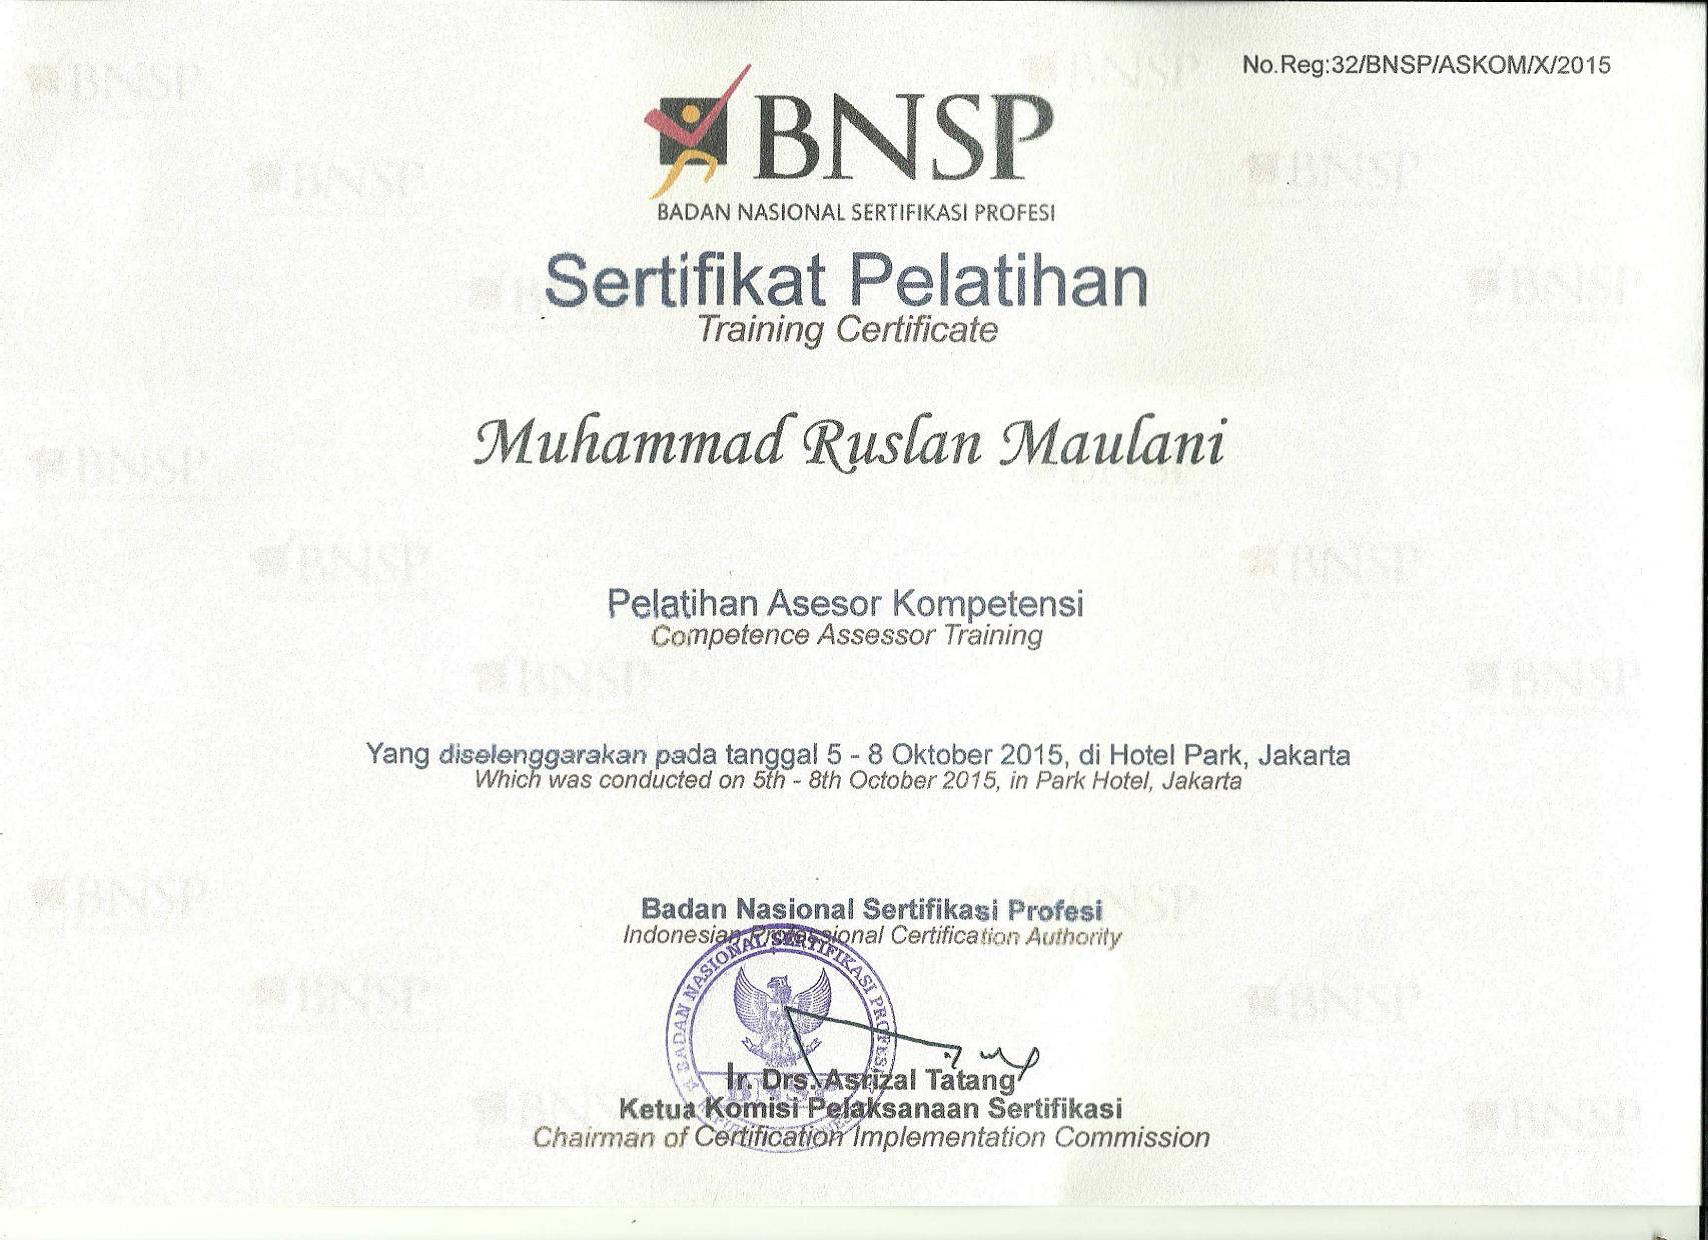 No.Reg:32/BNSP/ASKOM/X/2015
BNSP
BADAN NASIONAL SERTIFIKASI PROFESI
Sertifikat Pelatihan
Training Certificate
Muhammad Ruslan Maulani
Pelatihan Asesor Kompetensi
Competence Assessor Training
Yang diselenggarakan pada tanggal 5 - 8 Oktober 2015, di Hotel Park, Jakarta
Which was conducted on 5th - 8th October 2015, in Park Hotel, Jakarta
Badan Nasional Sertifikasi Profesi
Indonesian Professional Certification Authority
BADAN NASIONAL SERTIFIKASI PROFESI
BNSP
Ir. Drs. Asrizal Tatang
Ketua Komisi Pelaksanaan Sertifikasi
Chairman of Certification Implementation Commission